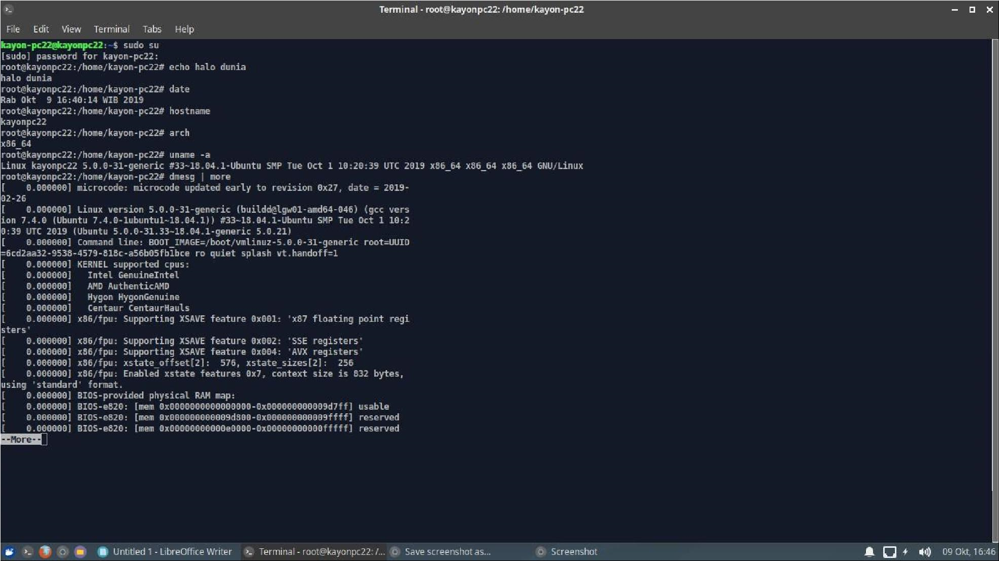 Terminal - root@kayonpc22: /home/kayon-pc22
File Edit View Terminal Tabs Help
kayon-pc22@kayonpc22:~$ sudo su
[sudo] password for kayon-pc22:
root@kayonpc22:/home/kayon-pc22# echo halo dunia
halo dunia
root@kayonpc22:/home/kayon-pc22# date
Rab Okt  9 16:40:14 WIB 2019
root@kayonpc22:/home/kayon-pc22# hostname
kayonpc22
root@kayonpc22:/home/kayon-pc22# arch
x86_64
root@kayonpc22:/home/kayon-pc22# uname -a
Linux kayonpc22 5.0.0-31-generic #33~18.04.1-Ubuntu SMP Tue Oct 1 10:20:39 UTC 2019 x86_64 x86_64 x86_64 GNU/Linux
root@kayonpc22:/home/kayon-pc22# dmesg | more
[    0.000000] microcode: microcode updated early to revision 0x27, date = 2019-
02-26
[    0.000000] Linux version 5.0.0-31-generic (buildd@lgw01-amd64-046) (gcc vers
ion 7.4.0 (Ubuntu 7.4.0-1ubuntu1~18.04.1)) #33~18.04.1-Ubuntu SMP Tue Oct 1 10:2
0:39 UTC 2019 (Ubuntu 5.0.0-31.33~18.04.1-generic 5.0.21)
[    0.000000] Command line: BOOT_IMAGE=/boot/vmlinuz-5.0.0-31-generic root=UUID
=6cd2aa32-9538-4579-818c-a56b05fb1bce ro quiet splash vt.handoff=1
[    0.000000] KERNEL supported cpus:
[    0.000000]   Intel GenuineIntel
[    0.000000]   AMD AuthenticAMD
[    0.000000]   Hygon HygonGenuine
[    0.000000]   Centaur CentaurHauls
[    0.000000] x86/fpu: Supporting XSAVE feature 0x001: 'x87 floating point regi
sters'
[    0.000000] x86/fpu: Supporting XSAVE feature 0x002: 'SSE registers'
[    0.000000] x86/fpu: Supporting XSAVE feature 0x004: 'AVX registers'
[    0.000000] x86/fpu: xstate_offset[2]:  576, xstate_sizes[2]:  256
[    0.000000] x86/fpu: Enabled xstate features 0x7, context size is 832 bytes,
using 'standard' format.
[    0.000000] BIOS-provided physical RAM map:
[    0.000000] BIOS-e820: [mem 0x0000000000000000-0x000000000009d7ff] usable
[    0.000000] BIOS-e820: [mem 0x000000000009d800-0x000000000009ffff] reserved
[    0.000000] BIOS-e820: [mem 0x00000000000e0000-0x00000000000fffff] reserved
--More--
Untitled 1 - LibreOffice Writer Terminal - root@kayonpc22: /... Save screenshot as... Screenshot 09 Okt, 16:46